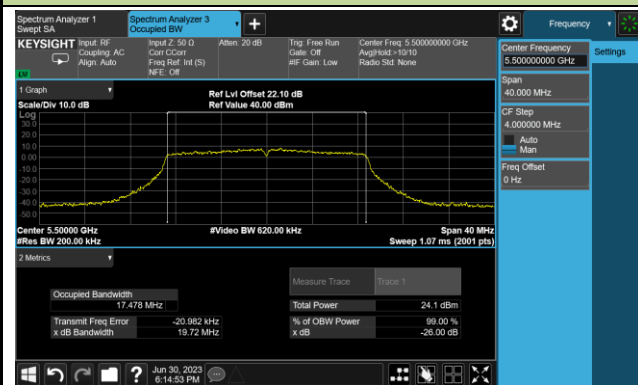 Spectrum Analyzer 1
Swept SA
Spectrum Analyzer 3
Occupied BW
Frequency
KEYSIGHT
Input: RF
Coupling: AC
Align: Auto
Input Z: 50 Ω
Corr CCorr
Freq Ref: Int (S)
NFE: Off
Atten: 20 dB
Trig: Free Run
Gate: Off
#IF Gain: Low
Center Freq: 5.500000000 GHz
Avg|Hold:>10/10
Radio Std: None
Center Frequency
5.500000000 GHz
Settings
Span
40.000 MHz
CF Step
4.000000 MHz
Auto
Man
Freq Offset
0 Hz
1 Graph
Scale/Div 10.0 dB
Ref Lvl Offset 22.10 dB
Ref Value 40.00 dBm
Log
30.0
20.0
10.0
0.00
-10.0
-20.0
-30.0
-40.0
-50.0
Center 5.50000 GHz
#Res BW 200.00 kHz
#Video BW 620.00 kHz
Span 40 MHz
Sweep 1.07 ms (2001 pts)
2 Metrics
Measure Trace
Trace 1
Occupied Bandwidth
17.478 MHz
Total Power
24.1 dBm
Transmit Freq Error
-20.982 kHz
% of OBW Power
99.00 %
x dB Bandwidth
19.72 MHz
x dB
-26.00 dB
Jun 30, 2023
6:14:53 PM